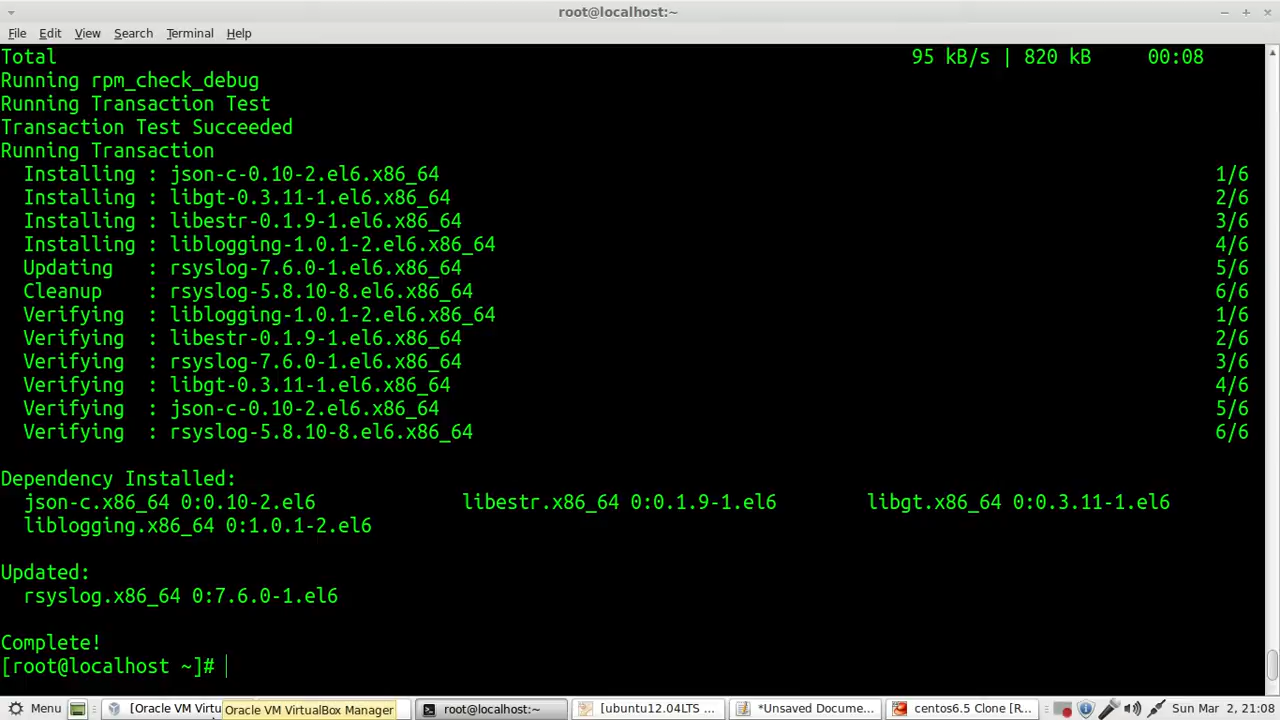 root@localhost:~
File Edit View Search Terminal Help
Total 95 kB/s | 820 kB 00:08
Running rpm_check_debug
Running Transaction Test
Transaction Test Succeeded
Running Transaction
Installing : json-c-0.10-2.el6.x86_64 1/6
Installing : libgt-0.3.11-1.el6.x86_64 2/6
Installing : libestr-0.1.9-1.el6.x86_64 3/6
Installing : liblogging-1.0.1-2.el6.x86_64 4/6
Updating : rsyslog-7.6.0-1.el6.x86_64 5/6
Cleanup : rsyslog-5.8.10-8.el6.x86_64 6/6
Verifying : liblogging-1.0.1-2.el6.x86_64 1/6
Verifying : libestr-0.1.9-1.el6.x86_64 2/6
Verifying : rsyslog-7.6.0-1.el6.x86_64 3/6
Verifying : libgt-0.3.11-1.el6.x86_64 4/6
Verifying : json-c-0.10-2.el6.x86_64 5/6
Verifying : rsyslog-5.8.10-8.el6.x86_64 6/6
Dependency Installed:
json-c.x86_64 0:0.10-2.el6 libestr.x86_64 0:0.1.9-1.el6 libgt.x86_64 0:0.3.11-1.el6
liblogging.x86_64 0:1.0.1-2.el6
Updated:
rsyslog.x86_64 0:7.6.0-1.el6
Complete!
[root@localhost ~]#
Menu [Oracle VM Virtu Oracle VM VirtualBox Manager root@localhost:~ [ubuntu12.04LTS ... *Unsaved Docume... centos6.5 Clone [R... Sun Mar 2, 21:08